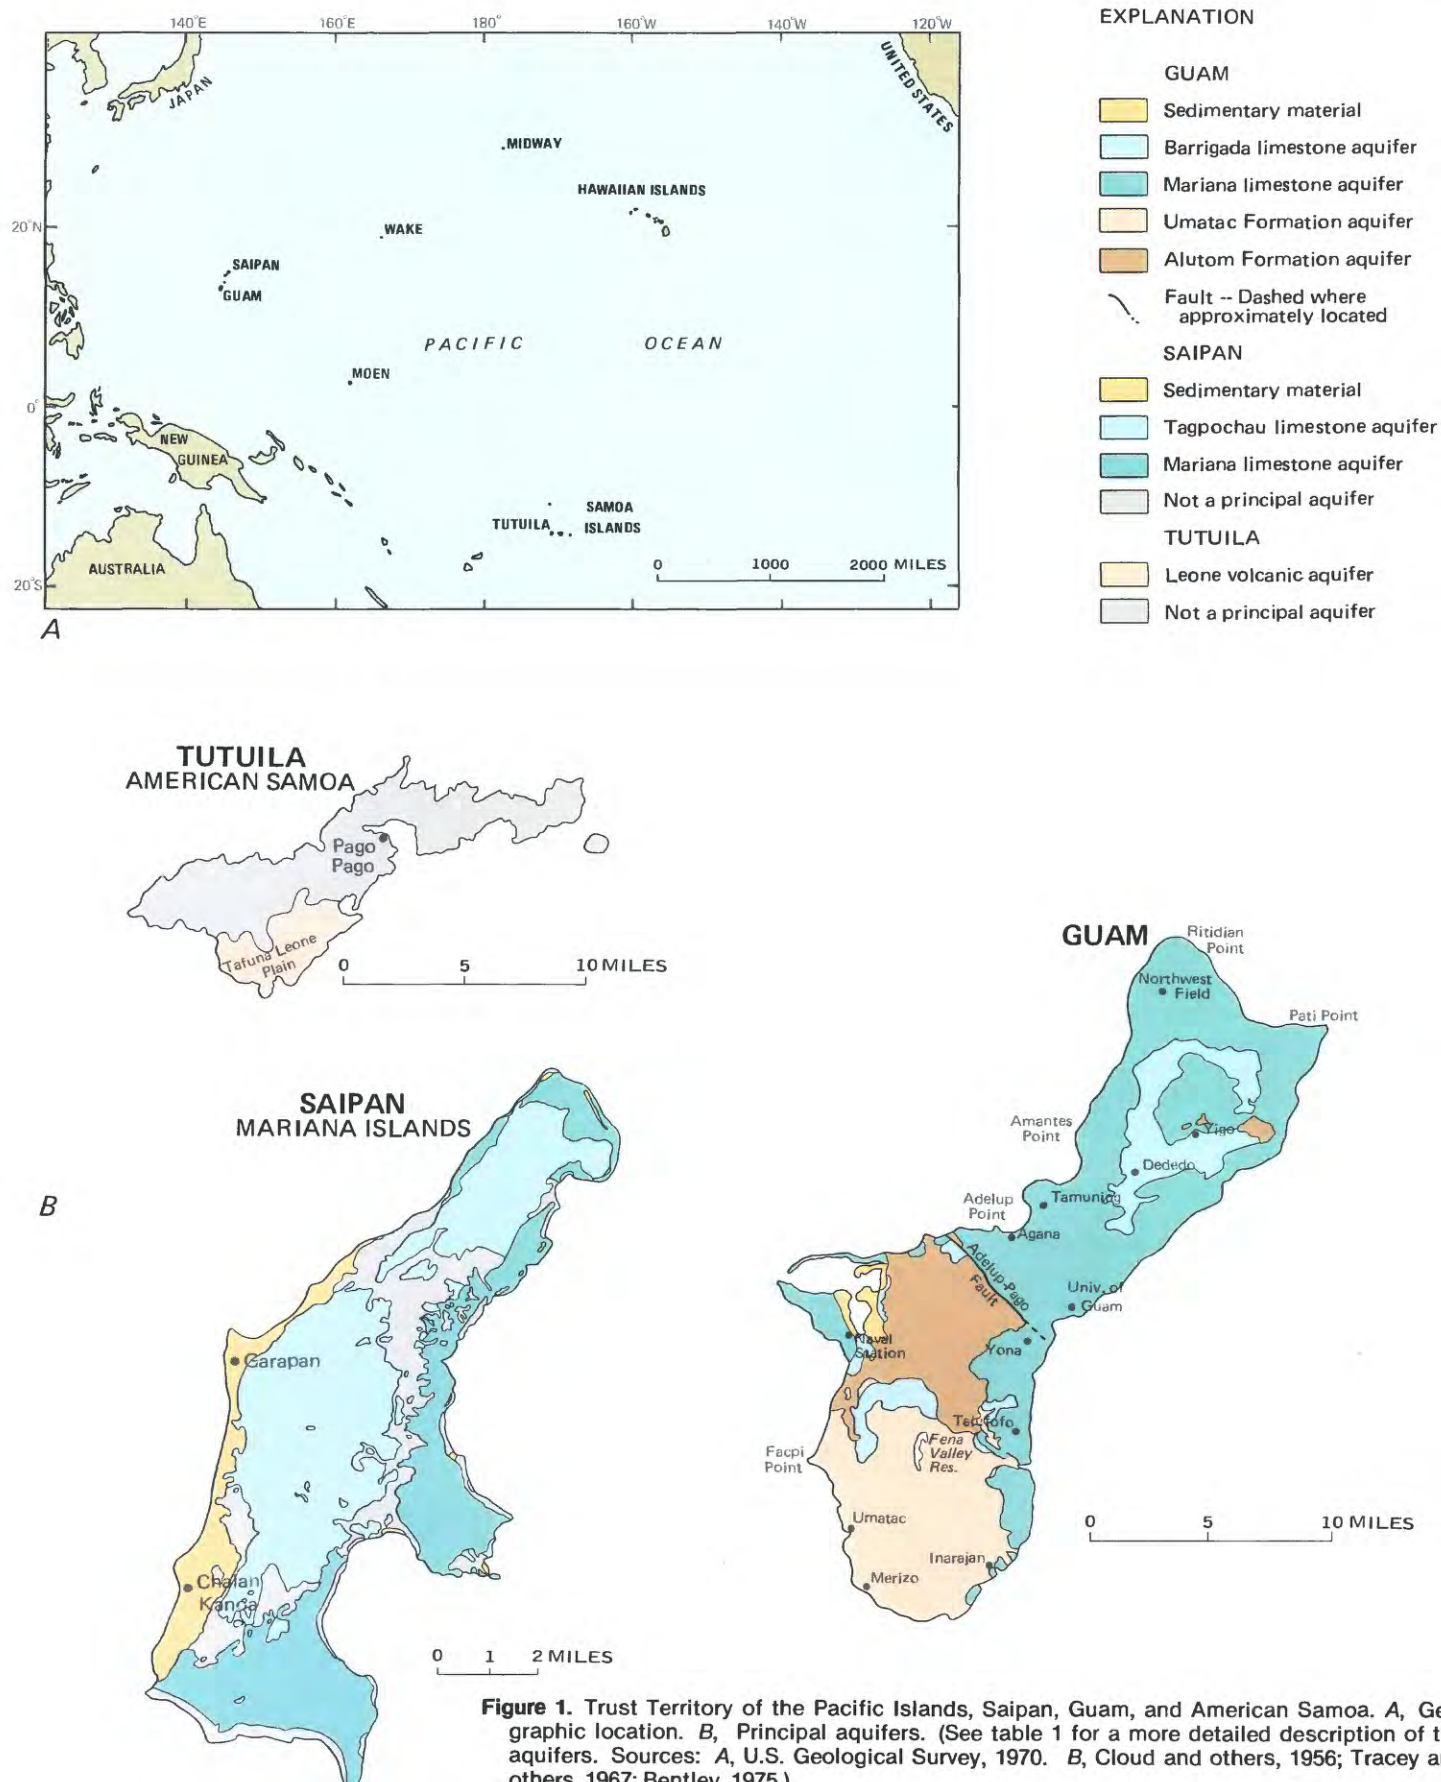 140°E 160°E 180° 160°W 140°W 120°W
JAPAN
UNITED STATES
MIDWAY
HAWAIIAN ISLANDS
20°N
WAKE
SAIPAN
GUAM
PACIFIC OCEAN
MOEN
0°
NEW
GUINEA
SAMOA
ISLANDS
TUTUILA
AUSTRALIA
0 1000 2000 MILES
20°S
A
EXPLANATION
GUAM
Sedimentary material
Barrigada limestone aquifer
Mariana limestone aquifer
Umatac Formation aquifer
Alutom Formation aquifer
Fault -- Dashed where
approximately located
SAIPAN
Sedimentary material
Tagpochau limestone aquifer
Mariana limestone aquifer
Not a principal aquifer
TUTUILA
Leone volcanic aquifer
Not a principal aquifer
TUTUILA
AMERICAN SAMOA
Pago
Pago
Tafuna Leone
Plain
0 5 10 MILES
SAIPAN
MARIANA ISLANDS
B
Garapan
Chalan
Kanoa
0 1 2 MILES
GUAM
Ritidian
Point
Northwest
Field
Pati Point
Amantes
Point
Yigo
Dededo
Adelup
Point
Tamuning
Agana
Adelup-Pago
Fault
Univ. of
Guam
Naval
Station
Yona
Talofofo
Fena
Valley
Res.
Facpi
Point
Umatac
Inarajan
Merizo
0 5 10 MILES
Figure 1. Trust Territory of the Pacific Islands, Saipan, Guam, and American Samoa. A, Ge
graphic location. B, Principal aquifers. (See table 1 for a more detailed description of t
aquifers. Sources: A, U.S. Geological Survey, 1970. B, Cloud and others, 1956; Tracey a
others, 1967; Bentley, 1975.)